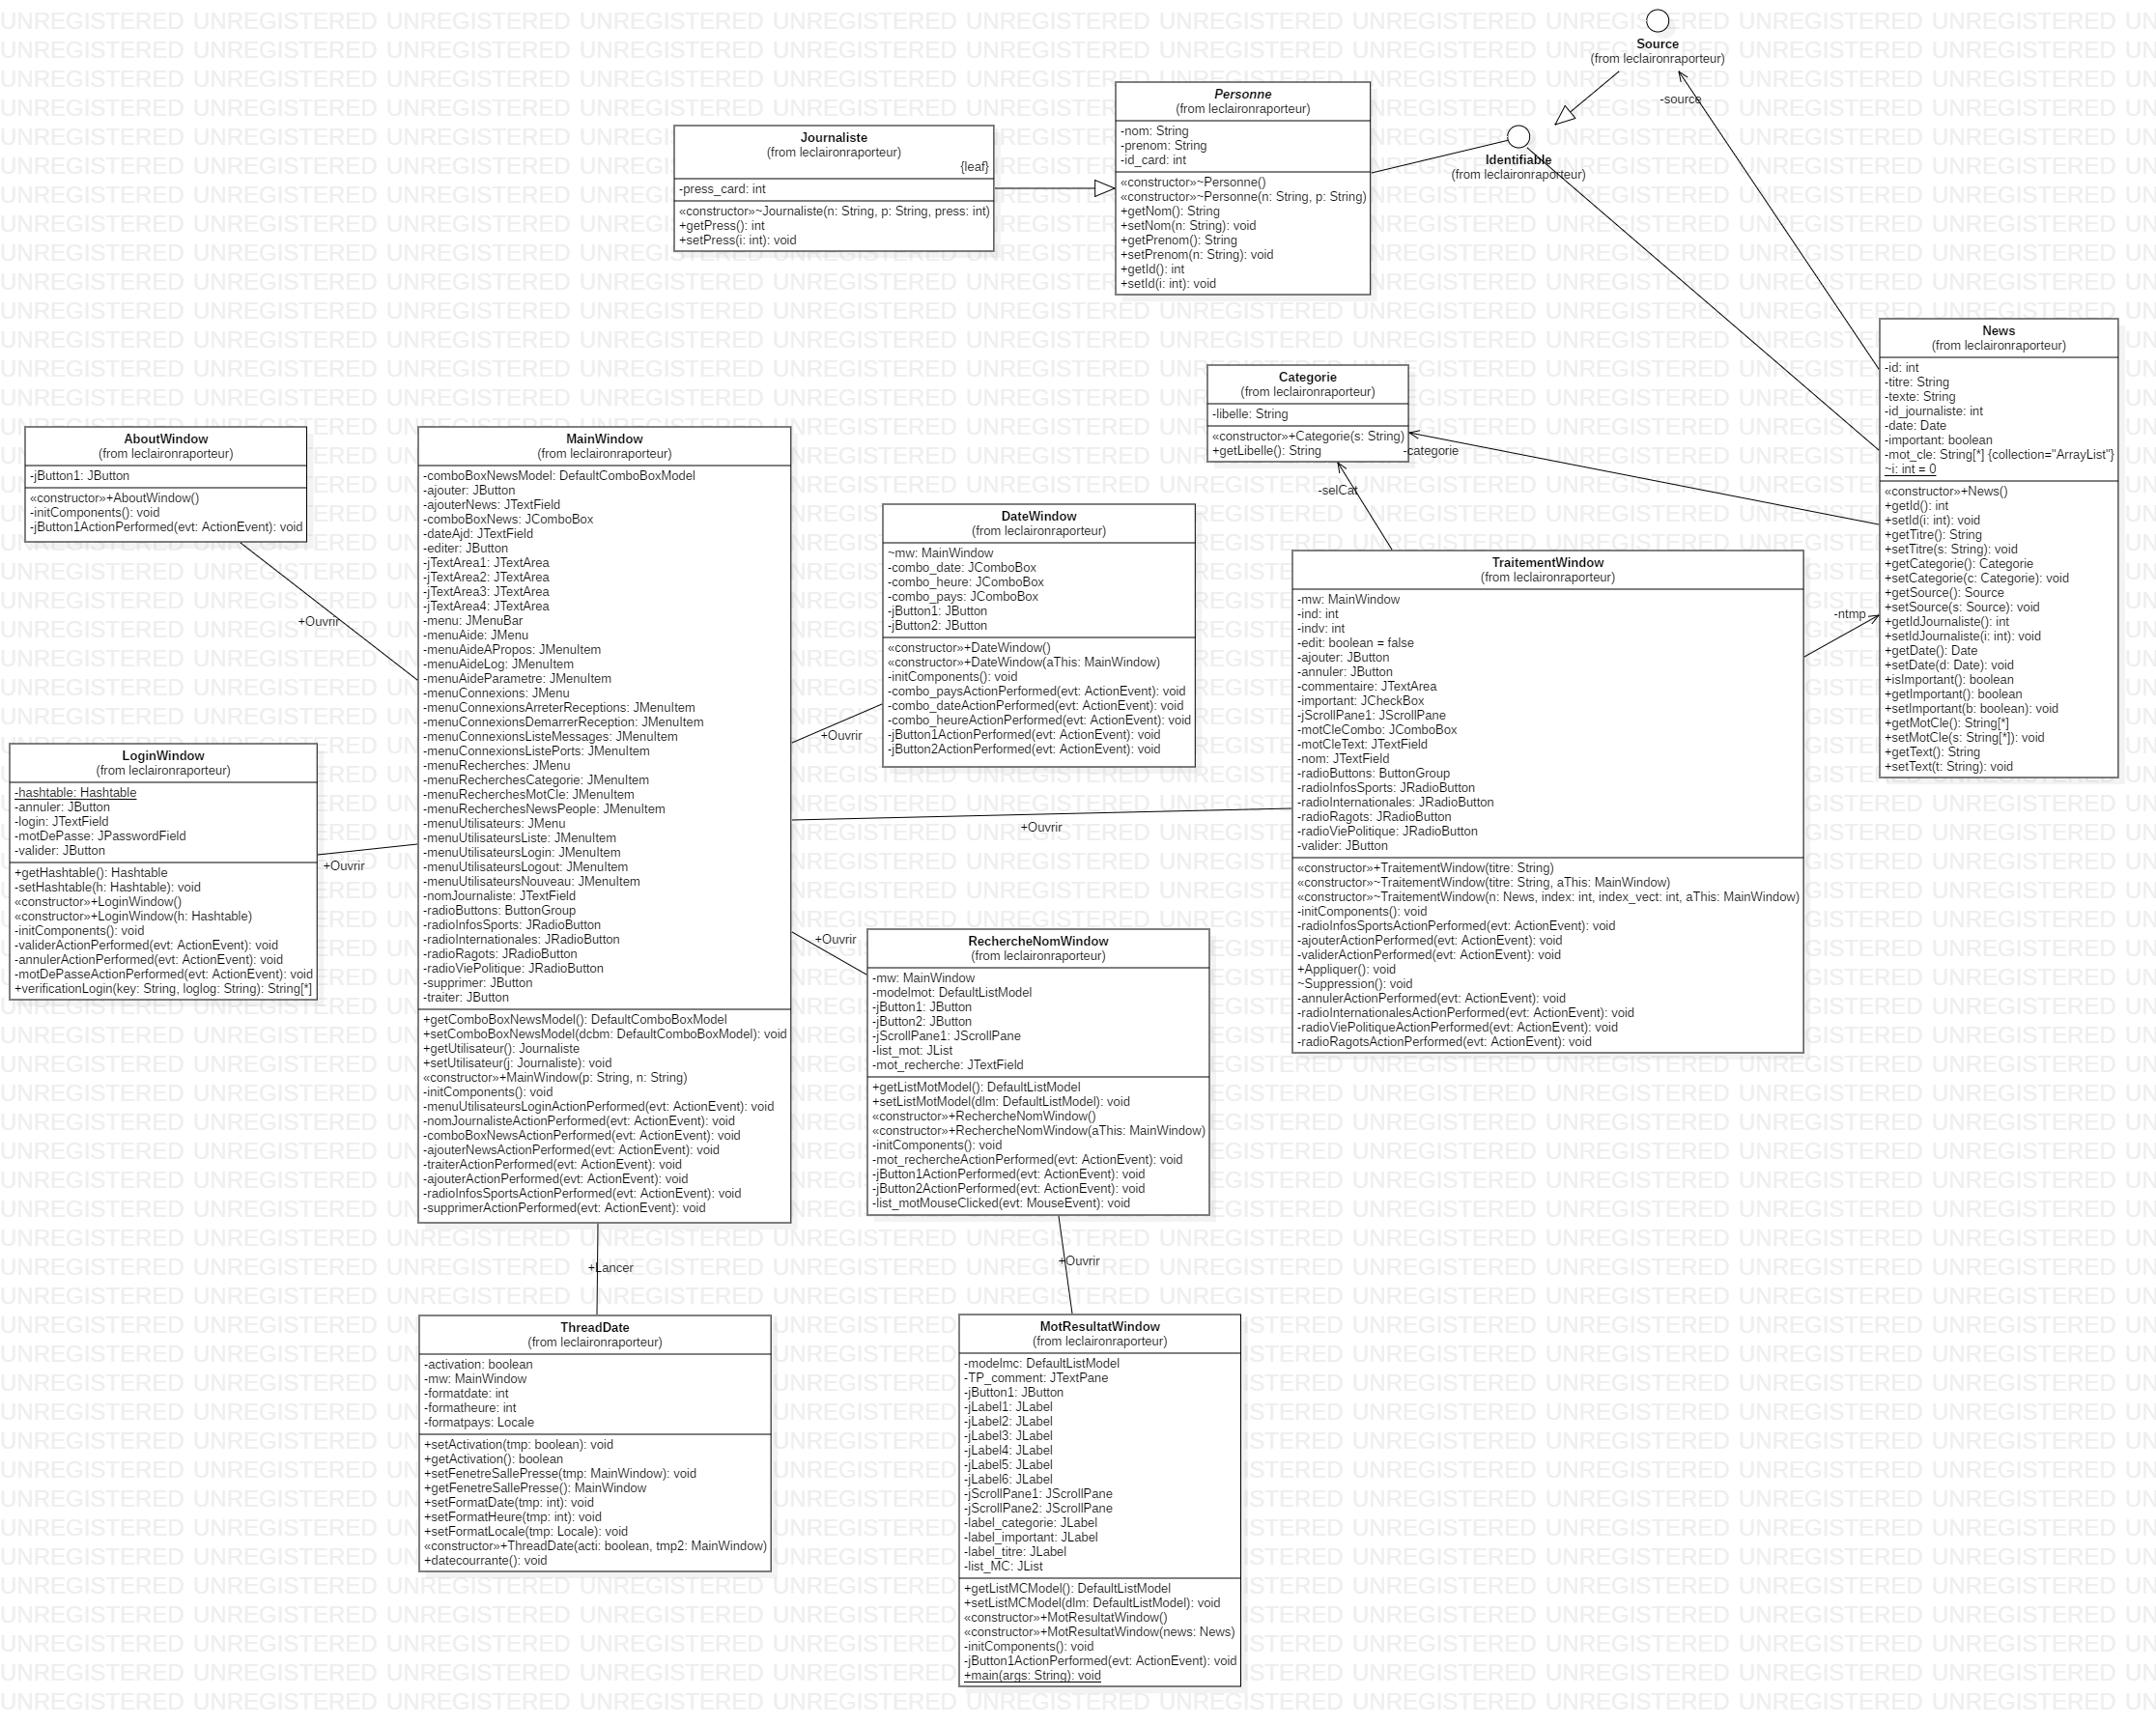 Source
(from leclaironraporteur)
-source
Identifiable
(from leclaironraporteur)
Personne
(from leclaironraporteur)
-nom: String
-prenom: String
-id_card: int
«constructor»~Personne()
«constructor»~Personne(n: String, p: String)
+getNom(): String
+setNom(n: String): void
+getPrenom(): String
+setPrenom(n: String): void
+getId(): int
+setId(i: int): void
Journaliste
(from leclaironraporteur)
{leaf}
-press_card: int
«constructor»~Journaliste(n: String, p: String, press: int)
+getPress(): int
+setPress(i: int): void
News
(from leclaironraporteur)
-id: int
-titre: String
-texte: String
-id_journaliste: int
-date: Date
-important: boolean
-mot_cle: String[*] {collection="ArrayList"}
~i: int = 0
«constructor»+News()
+getId(): int
+setId(i: int): void
+getTitre(): String
+setTitre(s: String): void
+getCategorie(): Categorie
+setCategorie(c: Categorie): void
+getSource(): Source
+setSource(s: Source): void
+getIdJournaliste(): int
+setIdJournaliste(i: int): void
+getDate(): Date
+setDate(d: Date): void
+isImportant(): boolean
+getImportant(): boolean
+setImportant(b: boolean): void
+getMotCle(): String[*]
+setMotCle(s: String[*]): void
+getText(): String
+setText(t: String): void
Categorie
(from leclaironraporteur)
-libelle: String
«constructor»+Categorie(s: String)
+getLibelle(): String
-categorie
-selCat
-ntmp
AboutWindow
(from leclaironraporteur)
-jButton1: JButton
«constructor»+AboutWindow()
-initComponents(): void
-jButton1ActionPerformed(evt: ActionEvent): void
+Ouvrir
MainWindow
(from leclaironraporteur)
-comboBoxNewsModel: DefaultComboBoxModel
-ajouter: JButton
-ajouterNews: JTextField
-comboBoxNews: JComboBox
-dateAjd: JTextField
-editer: JButton
-jTextArea1: JTextArea
-jTextArea2: JTextArea
-jTextArea3: JTextArea
-jTextArea4: JTextArea
-menu: JMenuBar
-menuAide: JMenu
-menuAideAPropos: JMenuItem
-menuAideLog: JMenuItem
-menuAideParametre: JMenuItem
-menuConnexions: JMenu
-menuConnexionsArreterReceptions: JMenuItem
-menuConnexionsDemarrerReception: JMenuItem
-menuConnexionsListeMessages: JMenuItem
-menuConnexionsListePorts: JMenuItem
-menuRecherches: JMenu
-menuRecherchesCategorie: JMenuItem
-menuRecherchesMotCle: JMenuItem
-menuRecherchesNewsPeople: JMenuItem
-menuUtilisateurs: JMenu
-menuUtilisateursListe: JMenuItem
-menuUtilisateursLogin: JMenuItem
-menuUtilisateursLogout: JMenuItem
-menuUtilisateursNouveau: JMenuItem
-nomJournaliste: JTextField
-radioButtons: ButtonGroup
-radioInfosSports: JRadioButton
-radioInternationales: JRadioButton
-radioRagots: JRadioButton
-radioViePolitique: JRadioButton
-supprimer: JButton
-traiter: JButton
+getComboBoxNewsModel(): DefaultComboBoxModel
+setComboBoxNewsModel(dcbm: DefaultComboBoxModel): void
+getUtilisateur(): Journaliste
+setUtilisateur(j: Journaliste): void
«constructor»+MainWindow(p: String, n: String)
-initComponents(): void
-menuUtilisateursLoginActionPerformed(evt: ActionEvent): void
-nomJournalisteActionPerformed(evt: ActionEvent): void
-comboBoxNewsActionPerformed(evt: ActionEvent): void
-ajouterNewsActionPerformed(evt: ActionEvent): void
-traiterActionPerformed(evt: ActionEvent): void
-ajouterActionPerformed(evt: ActionEvent): void
-radioInfosSportsActionPerformed(evt: ActionEvent): void
-supprimerActionPerformed(evt: ActionEvent): void
DateWindow
(from leclaironraporteur)
~mw: MainWindow
-combo_date: JComboBox
-combo_heure: JComboBox
-combo_pays: JComboBox
-jButton1: JButton
-jButton2: JButton
«constructor»+DateWindow()
«constructor»+DateWindow(aThis: MainWindow)
-initComponents(): void
-combo_paysActionPerformed(evt: ActionEvent): void
-combo_dateActionPerformed(evt: ActionEvent): void
-combo_heureActionPerformed(evt: ActionEvent): void
-jButton1ActionPerformed(evt: ActionEvent): void
-jButton2ActionPerformed(evt: ActionEvent): void
+Ouvrir
TraitementWindow
(from leclaironraporteur)
-mw: MainWindow
-ind: int
-indv: int
-edit: boolean = false
-ajouter: JButton
-annuler: JButton
-commentaire: JTextArea
-important: JCheckBox
-jScrollPane1: JScrollPane
-motCleCombo: JComboBox
-motCleText: JTextField
-nom: JTextField
-radioButtons: ButtonGroup
-radioInfosSports: JRadioButton
-radioInternationales: JRadioButton
-radioRagots: JRadioButton
-radioViePolitique: JRadioButton
-valider: JButton
«constructor»+TraitementWindow(titre: String)
«constructor»~TraitementWindow(titre: String, aThis: MainWindow)
«constructor»~TraitementWindow(n: News, index: int, index_vect: int, aThis: MainWindow)
-initComponents(): void
-radioInfosSportsActionPerformed(evt: ActionEvent): void
-ajouterActionPerformed(evt: ActionEvent): void
-validerActionPerformed(evt: ActionEvent): void
+Appliquer(): void
~Suppression(): void
-annulerActionPerformed(evt: ActionEvent): void
-radioInternationalesActionPerformed(evt: ActionEvent): void
-radioViePolitiqueActionPerformed(evt: ActionEvent): void
-radioRagotsActionPerformed(evt: ActionEvent): void
+Ouvrir
LoginWindow
(from leclaironraporteur)
-hashtable: Hashtable
-annuler: JButton
-login: JTextField
-motDePasse: JPasswordField
-valider: JButton
+getHashtable(): Hashtable
-setHashtable(h: Hashtable): void
«constructor»+LoginWindow()
«constructor»+LoginWindow(h: Hashtable)
-initComponents(): void
-validerActionPerformed(evt: ActionEvent): void
-annulerActionPerformed(evt: ActionEvent): void
-motDePasseActionPerformed(evt: ActionEvent): void
+verificationLogin(key: String, loglog: String): String[*]
+Ouvrir
+Ouvrir
RechercheNomWindow
(from leclaironraporteur)
-mw: MainWindow
-modelmot: DefaultListModel
-jButton1: JButton
-jButton2: JButton
-jScrollPane1: JScrollPane
-list_mot: JList
-mot_recherche: JTextField
+getListMotModel(): DefaultListModel
+setListMotModel(dlm: DefaultListModel): void
«constructor»+RechercheNomWindow()
«constructor»+RechercheNomWindow(aThis: MainWindow)
-initComponents(): void
-mot_rechercheActionPerformed(evt: ActionEvent): void
-jButton1ActionPerformed(evt: ActionEvent): void
-jButton2ActionPerformed(evt: ActionEvent): void
-list_motMouseClicked(evt: MouseEvent): void
+Ouvrir
+Lancer
ThreadDate
(from leclaironraporteur)
-activation: boolean
-mw: MainWindow
-formatdate: int
-formatheure: int
-formatpays: Locale
+setActivation(tmp: boolean): void
+getActivation(): boolean
+setFenetreSallePresse(tmp: MainWindow): void
+getFenetreSallePresse(): MainWindow
+setFormatDate(tmp: int): void
+setFormatHeure(tmp: int): void
+setFormatLocale(tmp: Locale): void
«constructor»+ThreadDate(acti: boolean, tmp2: MainWindow)
+datecourrante(): void
MotResultatWindow
(from leclaironraporteur)
-modelmc: DefaultListModel
-TP_comment: JTextPane
-jButton1: JButton
-jLabel1: JLabel
-jLabel2: JLabel
-jLabel3: JLabel
-jLabel4: JLabel
-jLabel5: JLabel
-jLabel6: JLabel
-jScrollPane1: JScrollPane
-jScrollPane2: JScrollPane
-label_categorie: JLabel
-label_important: JLabel
-label_titre: JLabel
-list_MC: JList
+getListMCModel(): DefaultListModel
+setListMCModel(dlm: DefaultListModel): void
«constructor»+MotResultatWindow()
«constructor»+MotResultatWindow(news: News)
-initComponents(): void
-jButton1ActionPerformed(evt: ActionEvent): void
+main(args: String): void
UNREGISTERED